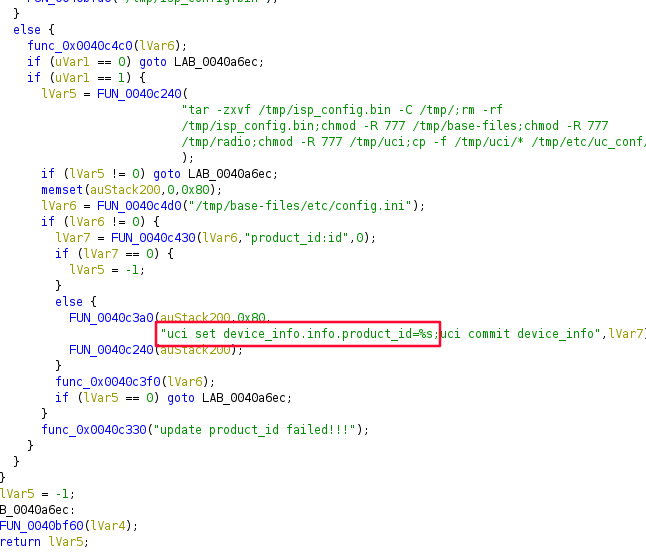 FUN_0040bfd0("/tmp/isp_config.bin");
}
else {
func_0x0040c4c0(lVar6);
if (uVar1 == 0) goto LAB_0040a6ec;
if (uVar1 == 1) {
lVar5 = FUN_0040c240(
"tar -zxvf /tmp/isp_config.bin -C /tmp/;rm -rf
/tmp/isp_config.bin;chmod -R 777 /tmp/base-files;chmod -R 777
/tmp/radio;chmod -R 777 /tmp/uci;cp -f /tmp/uci/* /tmp/etc/uc_conf/
);
if (lVar5 != 0) goto LAB_0040a6ec;
memset(auStack200,0,0x80);
lVar6 = FUN_0040c4d0("/tmp/base-files/etc/config.ini");
if (lVar6 != 0) {
lVar7 = FUN_0040c430(lVar6,"product_id:id",0);
if (lVar7 == 0) {
lVar5 = -1;
}
else {
FUN_0040c3a0(auStack200,0x80,
"uci set device_info.info.product_id=%s;uci commit device_info",lVar7)
FUN_0040c240(auStack200);
}
func_0x0040c3f0(lVar6);
if (lVar5 == 0) goto LAB_0040a6ec;
}
func_0x0040c330("update product_id failed!!!");
}
}
}
lVar5 = -1;
B_0040a6ec:
FUN_0040bf60(lVar4);
return lVar5;